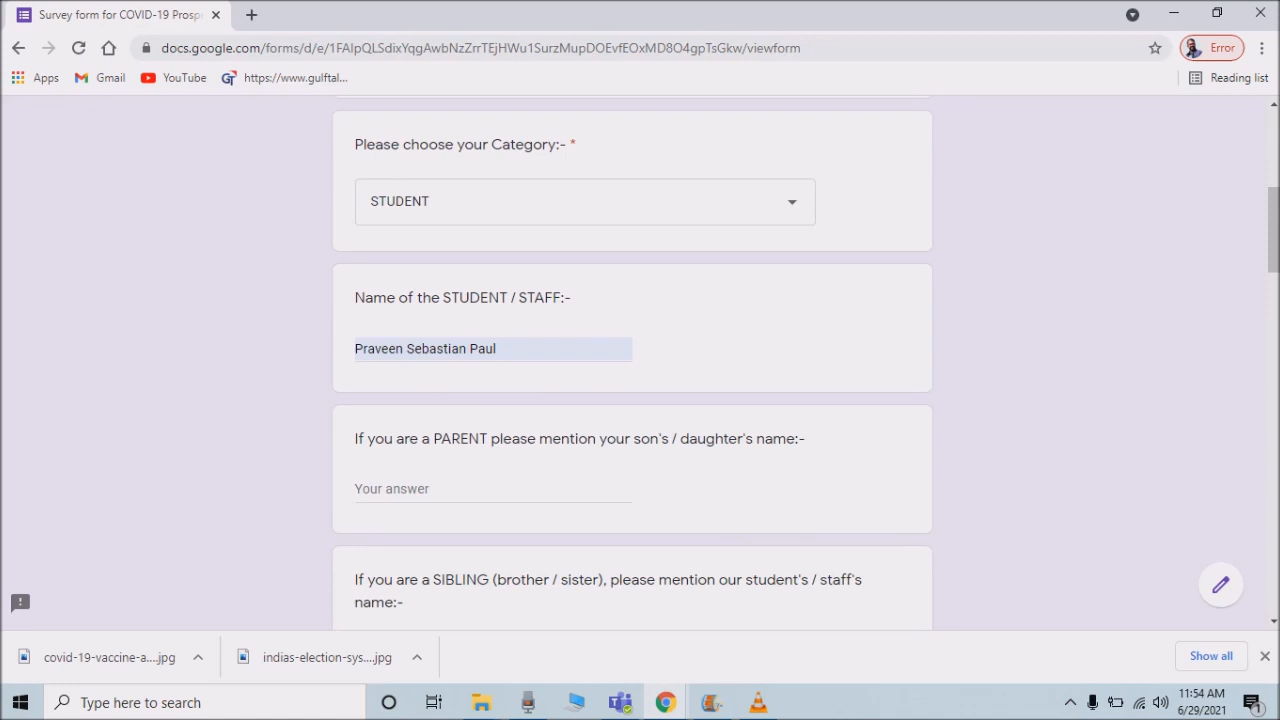 Survey form for COVID-19 Prosp
docs.google.com/forms/d/e/1FAIpQLSdixYqgAwbNzZrrTEjHWu1SurzMupDOEvfEOxMD8O4gpTsGkw/viewform
Error
Apps
Gmail
YouTube
GT
https://www.gulftal...
Reading list
Please choose your Category:- *
STUDENT
Name of the STUDENT / STAFF:-
Praveen Sebastian Paul
If you are a PARENT please mention your son's / daughter's name:-
Your answer
If you are a SIBLING (brother / sister), please mention our student's / staff's
name:-
covid-19-vaccine-a....jpg
indias-election-sys....jpg
Show all
Type here to search
11:54 AM
6/29/2021
1